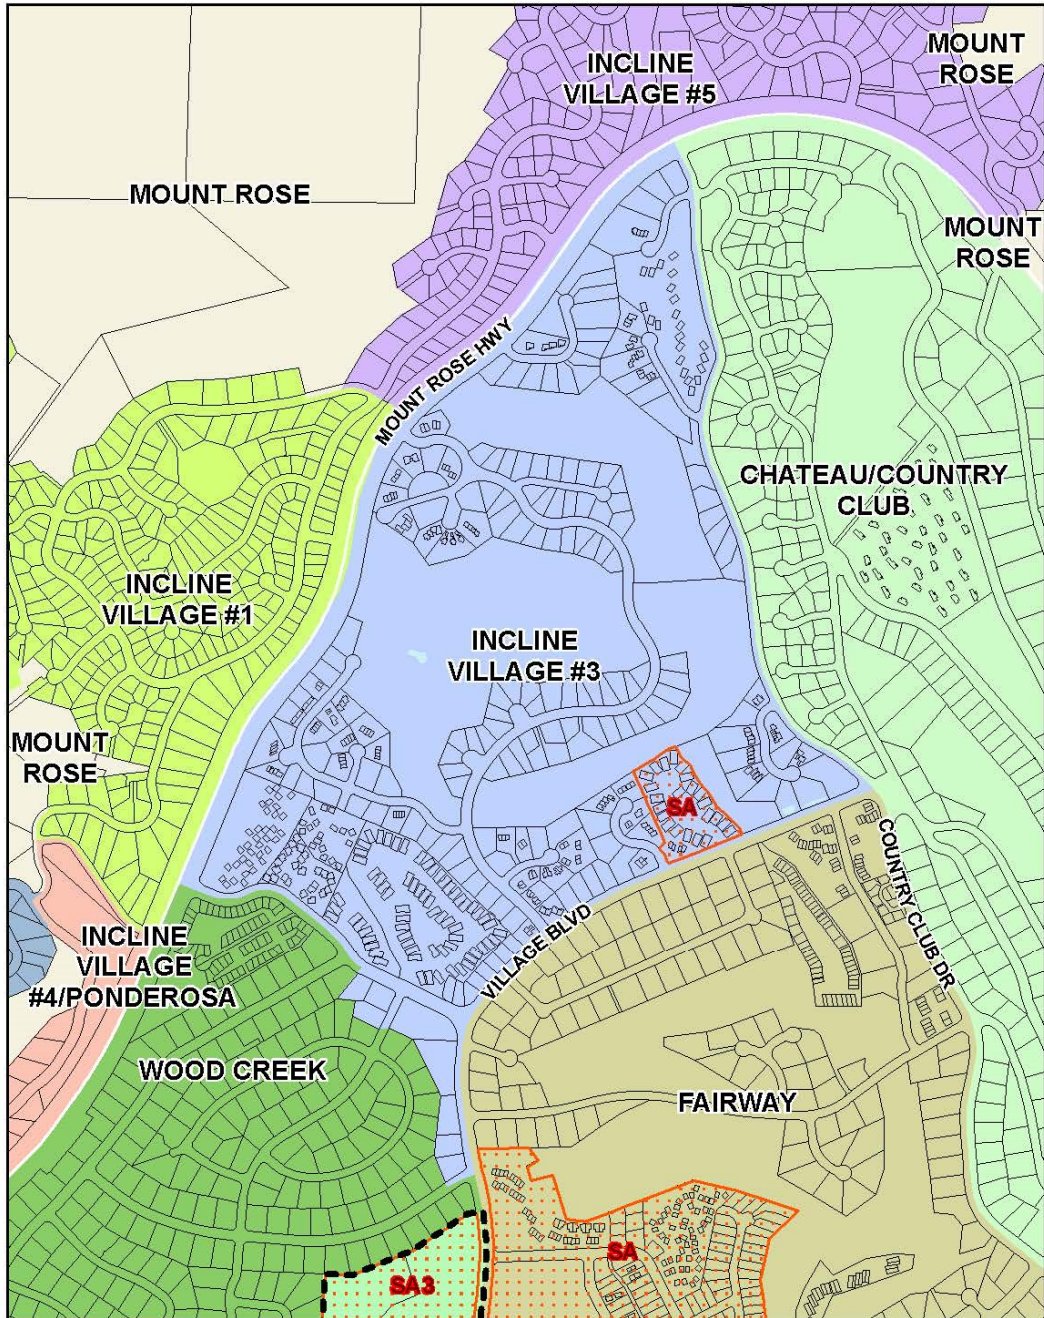 INCLINE
VILLAGE #5
MOUNT
ROSE
MOUNT ROSE
MOUNT
ROSE
MOUNT ROSE HWY
CHATEAU/COUNTRY
CLUB
INCLINE
VILLAGE #1
INCLINE
VILLAGE #3
MOUNT
ROSE
SA
COUNTRY CLUB DR
VILLAGE BLVD
INCLINE
VILLAGE
#4/PONDEROSA
WOOD CREEK
FAIRWAY
SA
SA3